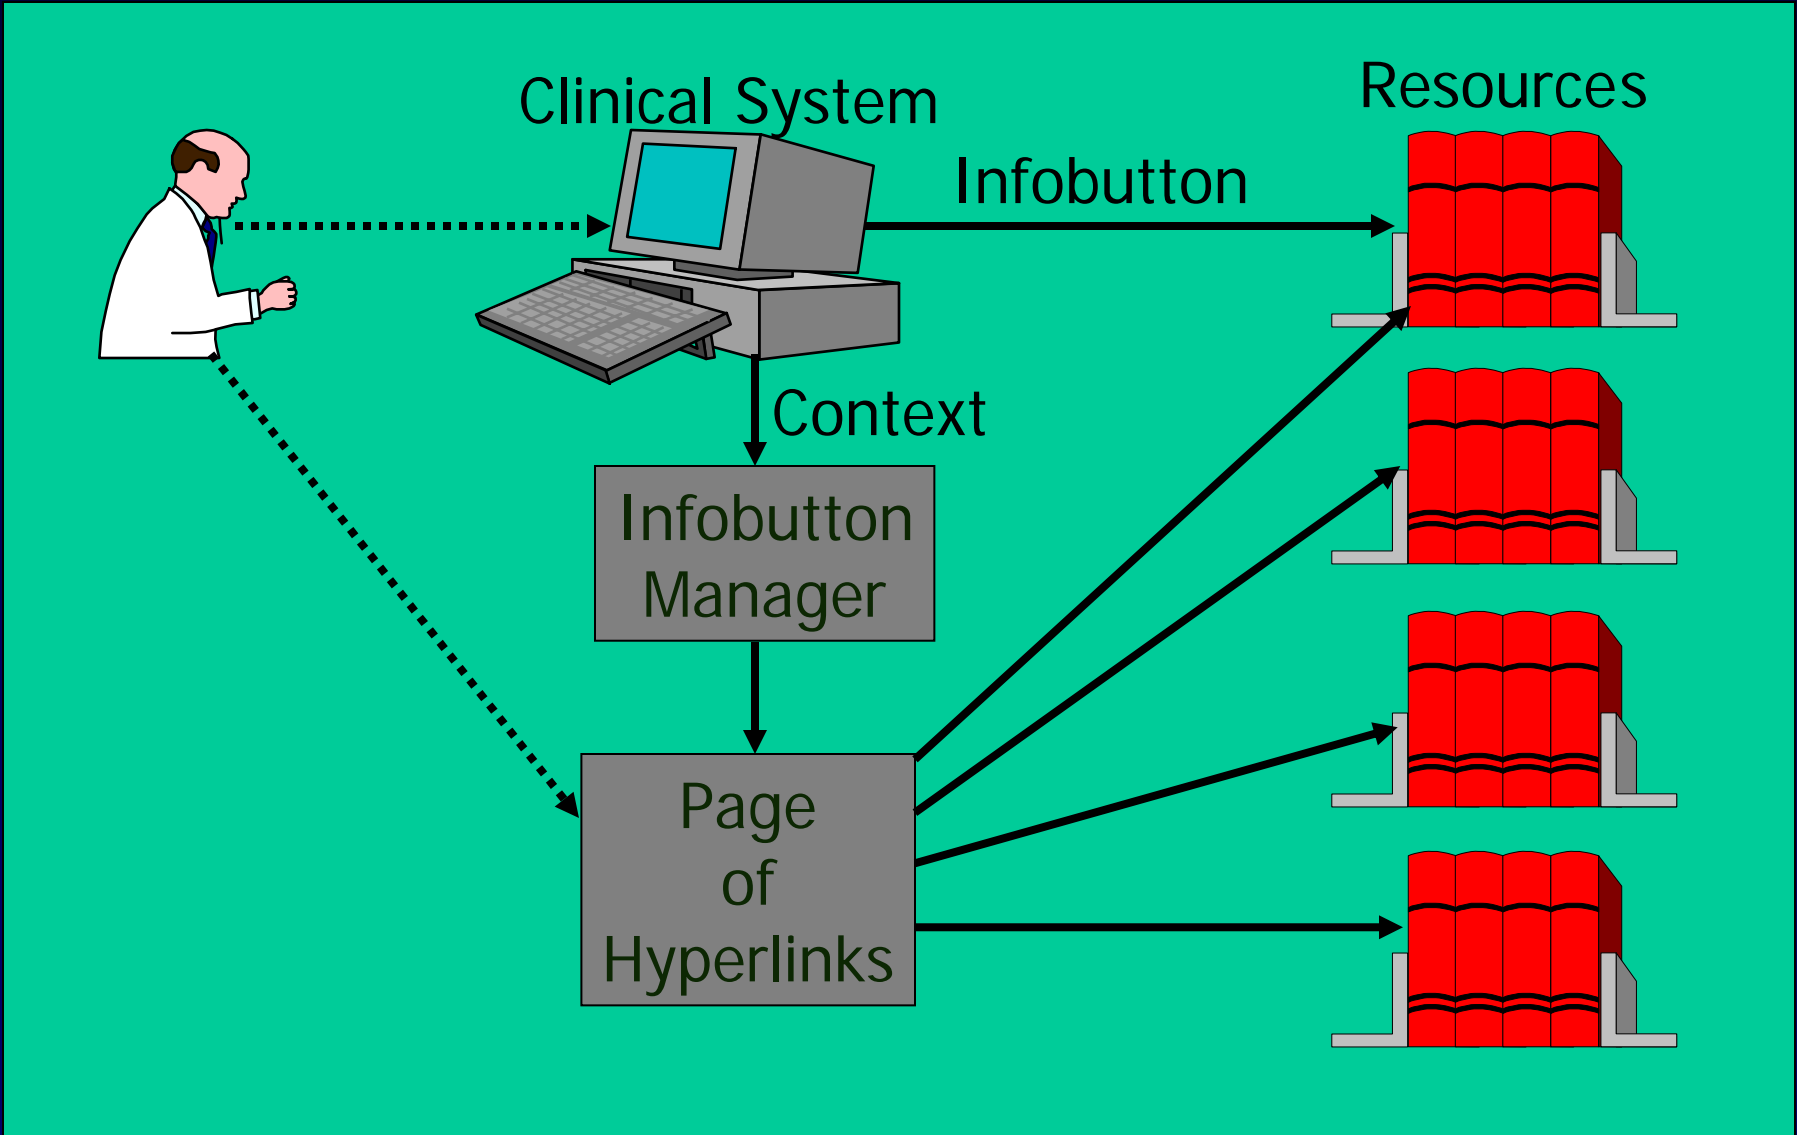 Clinical System
Resources
Infobutton
Context
Infobutton
Manager
Page
of
Hyperlinks